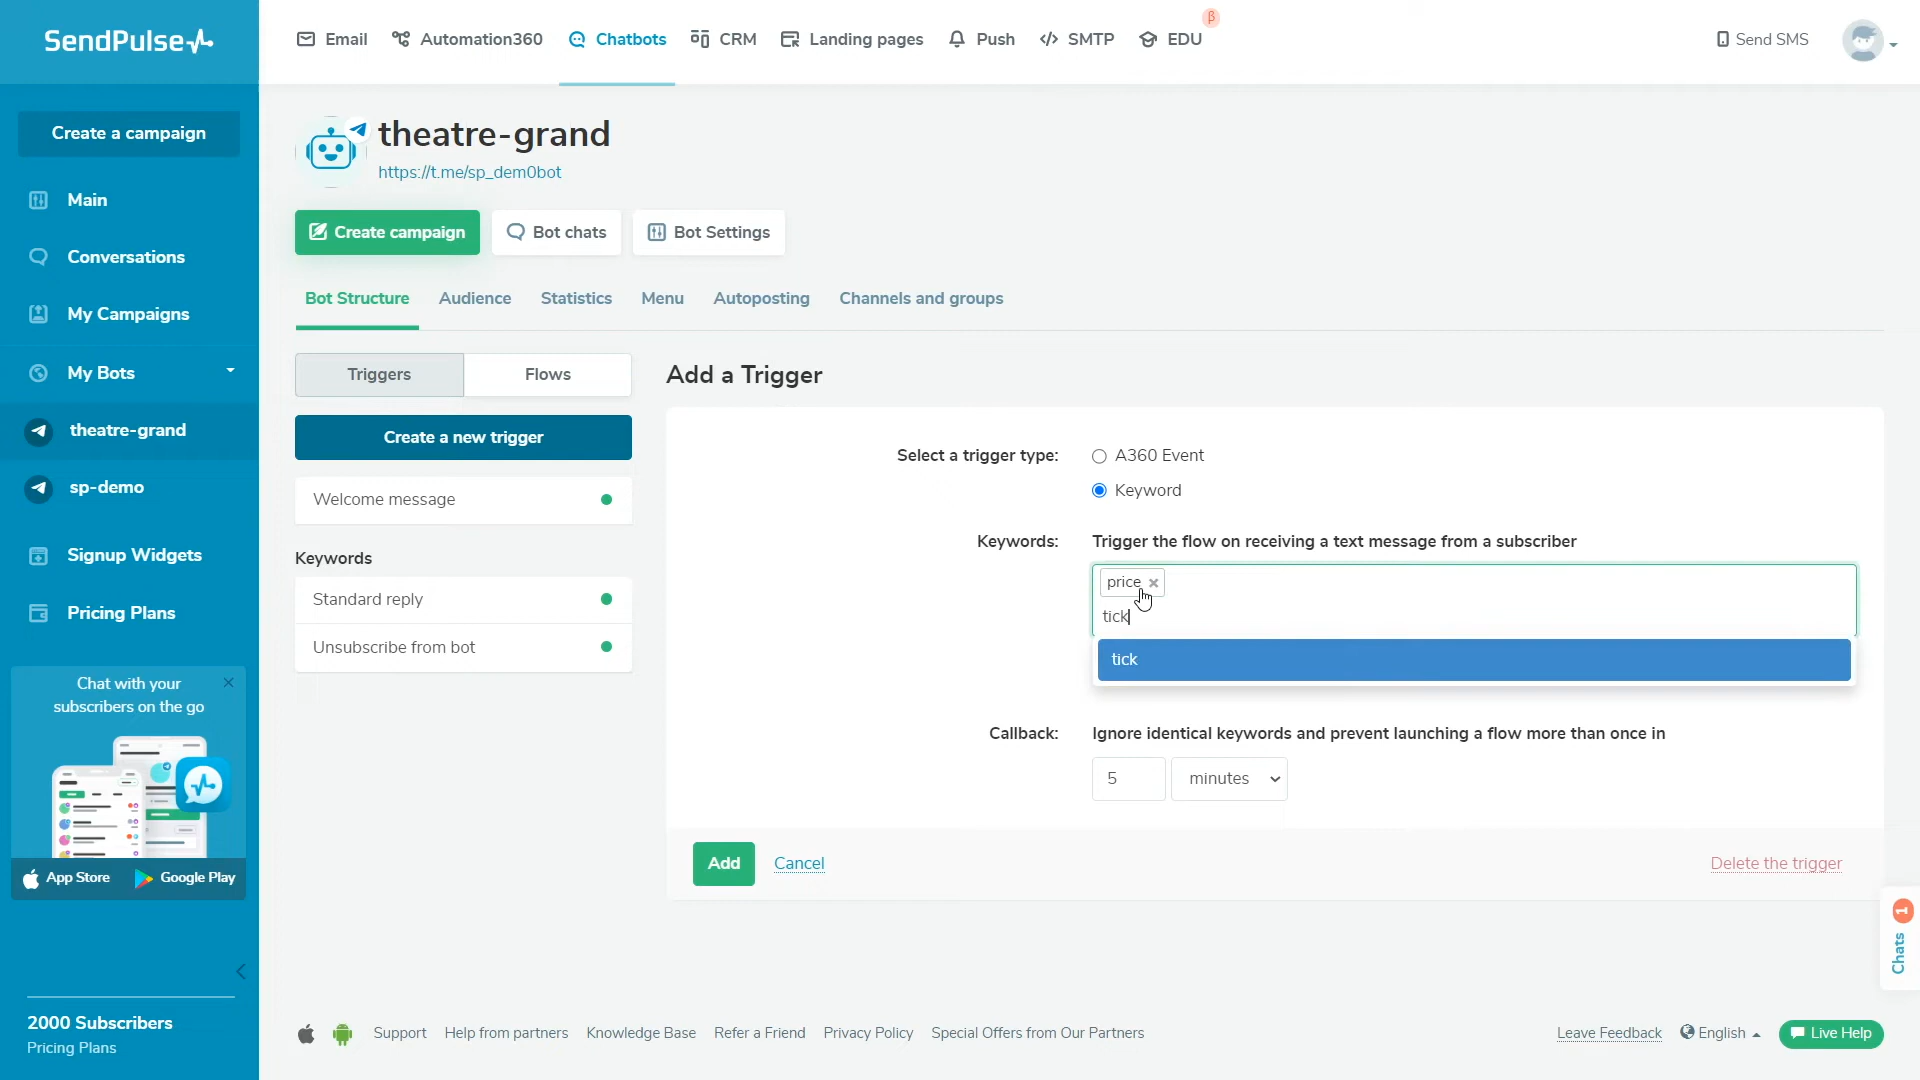 SendPulse
Email
Automation360
Chatbots
CRM
Landing pages
Push
SMTP
EDU
β
Send SMS
Create a campaign
Main
Conversations
My Campaigns
My Bots
theatre-grand
sp-demo
Signup Widgets
Pricing Plans
Chat with your
subscribers on the go
App Store
Google Play
2000 Subscribers
Pricing Plans
theatre-grand
https://t.me/sp_dem0bot
Create campaign
Bot chats
Bot Settings
Bot Structure
Audience
Statistics
Menu
Autoposting
Channels and groups
Triggers
Flows
Create a new trigger
Welcome message
Keywords
Standard reply
Unsubscribe from bot
Add a Trigger
Select a trigger type:
A360 Event
Keyword
Keywords:
Trigger the flow on receiving a text message from a subscriber
price
tick
tick
Callback:
Ignore identical keywords and prevent launching a flow more than once in
5
minutes
Add
Cancel
Delete the trigger
1
Chats
Support
Help from partners
Knowledge Base
Refer a Friend
Privacy Policy
Special Offers from Our Partners
Leave Feedback
English
Live Help